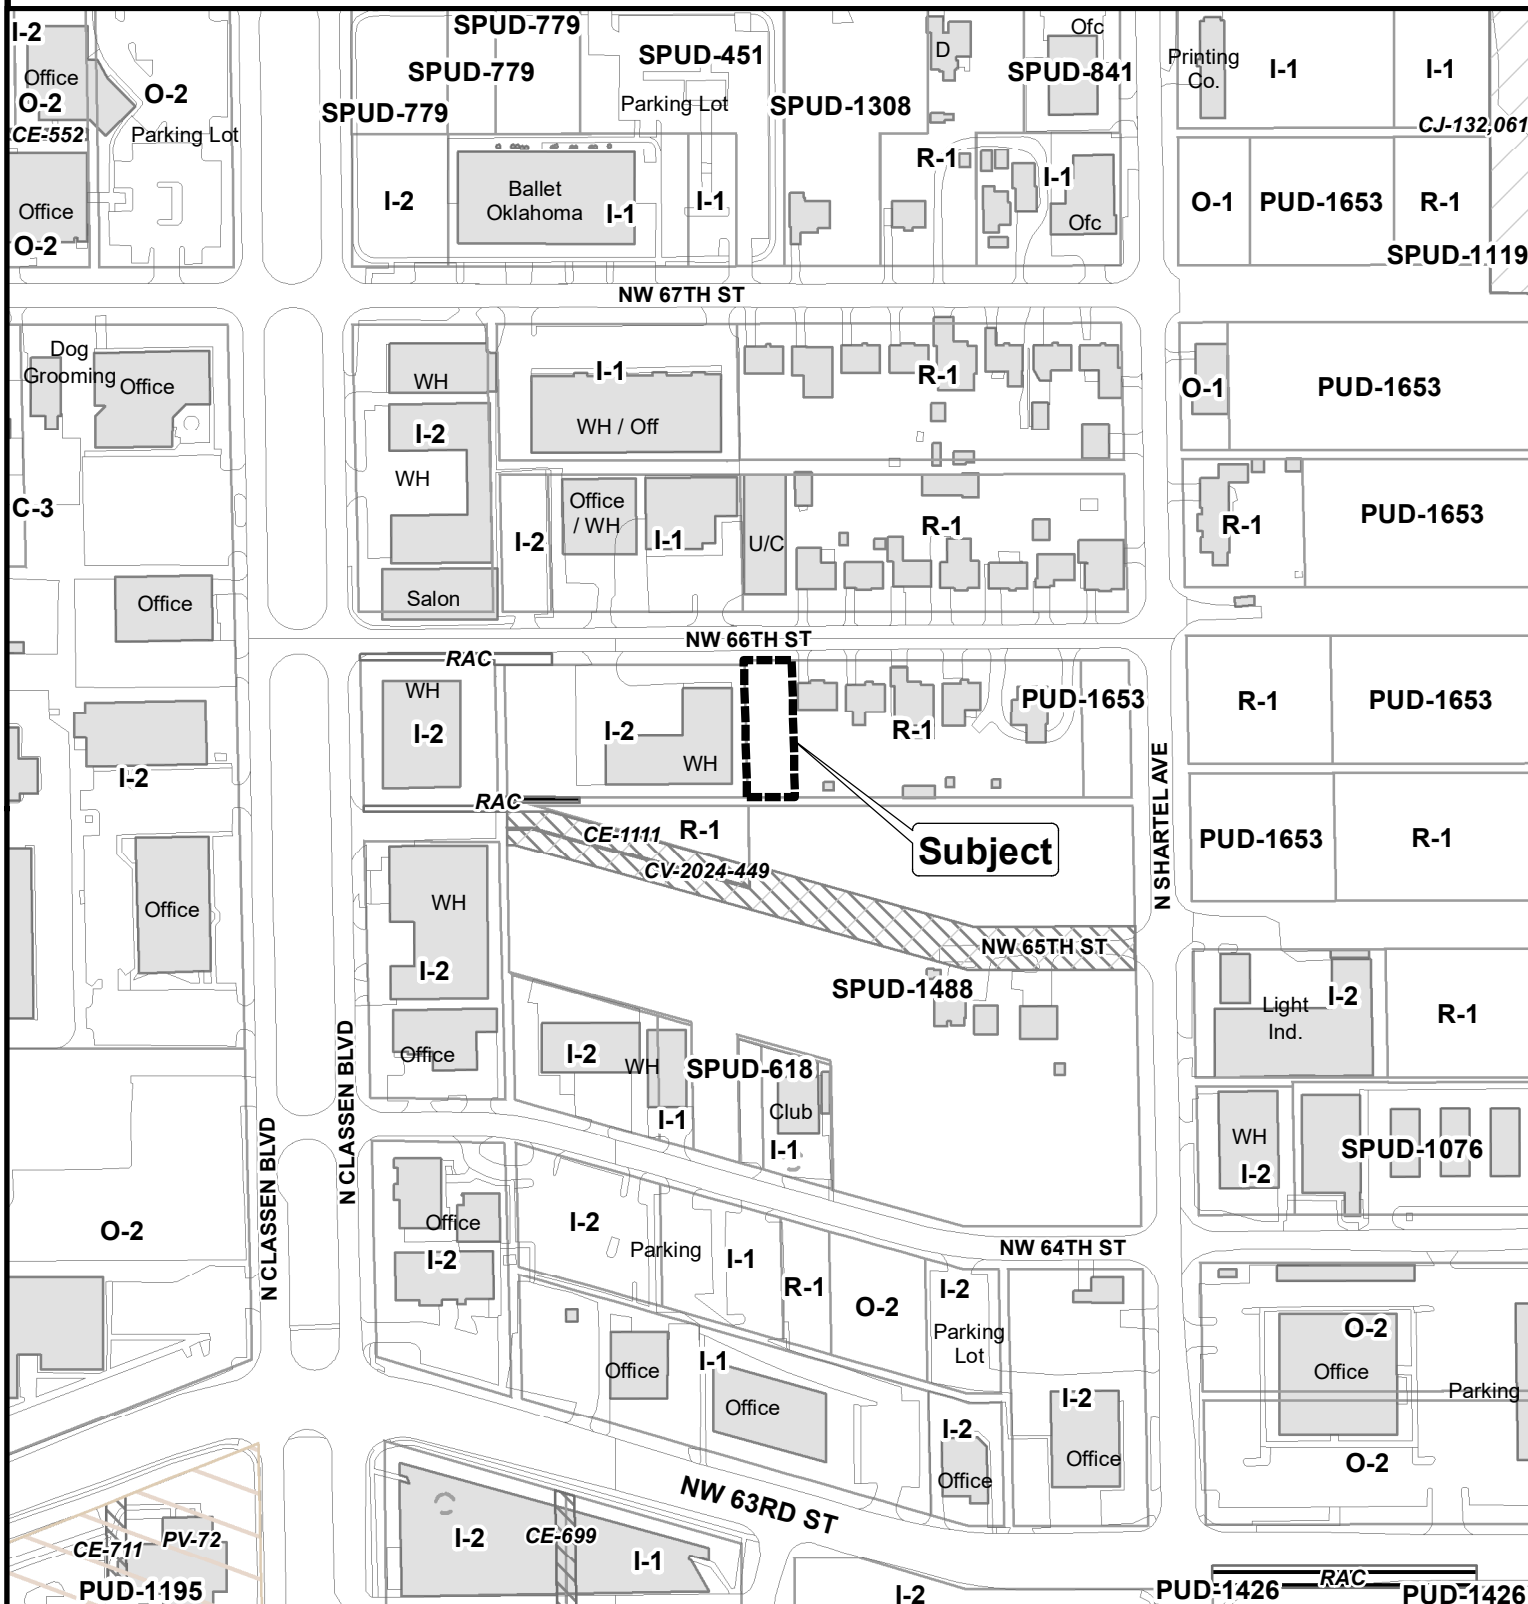 SPUD-779
I-2
Ofc
SPUD-451
D
Printing
Co.
I-1
I-1
Office
SPUD-779
SPUD-841
O-2
O-2
Parking Lot
SPUD-1308
SPUD-779
CE-552
Parking Lot
CJ-132,061
R-1
I-1
Ballet
Oklahoma
I-2
I-1
I-1
O-1
PUD-1653
R-1
Office
Ofc
O-2
SPUD-1119
NW 67TH ST
Dog
Grooming
Office
WH
I-1
R-1
O-1
PUD-1653
WH / Off
I-2
WH
C-3
Office
/ WH
I-2
I-1
U/C
R-1
R-1
PUD-1653
Office
Salon
NW 66TH ST
RAC
WH
I-2
I-2
WH
R-1
PUD-1653
R-1
PUD-1653
I-2
N SHARTEL AVE
RAC
CE-1111
R-1
CV-2024-449
Subject
PUD-1653
R-1
Office
WH
I-2
NW 65TH ST
SPUD-1488
Light
Ind.
I-2
R-1
N CLASSEN BLVD
Office
I-2
WH
SPUD-618
Club
I-1
I-1
N CLASSEN BLVD
WH
I-2
SPUD-1076
O-2
Office
I-2
I-2
Parking
I-1
R-1
O-2
I-2
NW 64TH ST
Parking
Lot
O-2
Office
Office
I-1
Office
I-2
Parking
I-2
Office
Office
O-2
NW 63RD ST
CE-711
PV-72
PUD-1195
I-2
CE-699
I-1
I-2
PUD-1426
RAC
PUD-1426